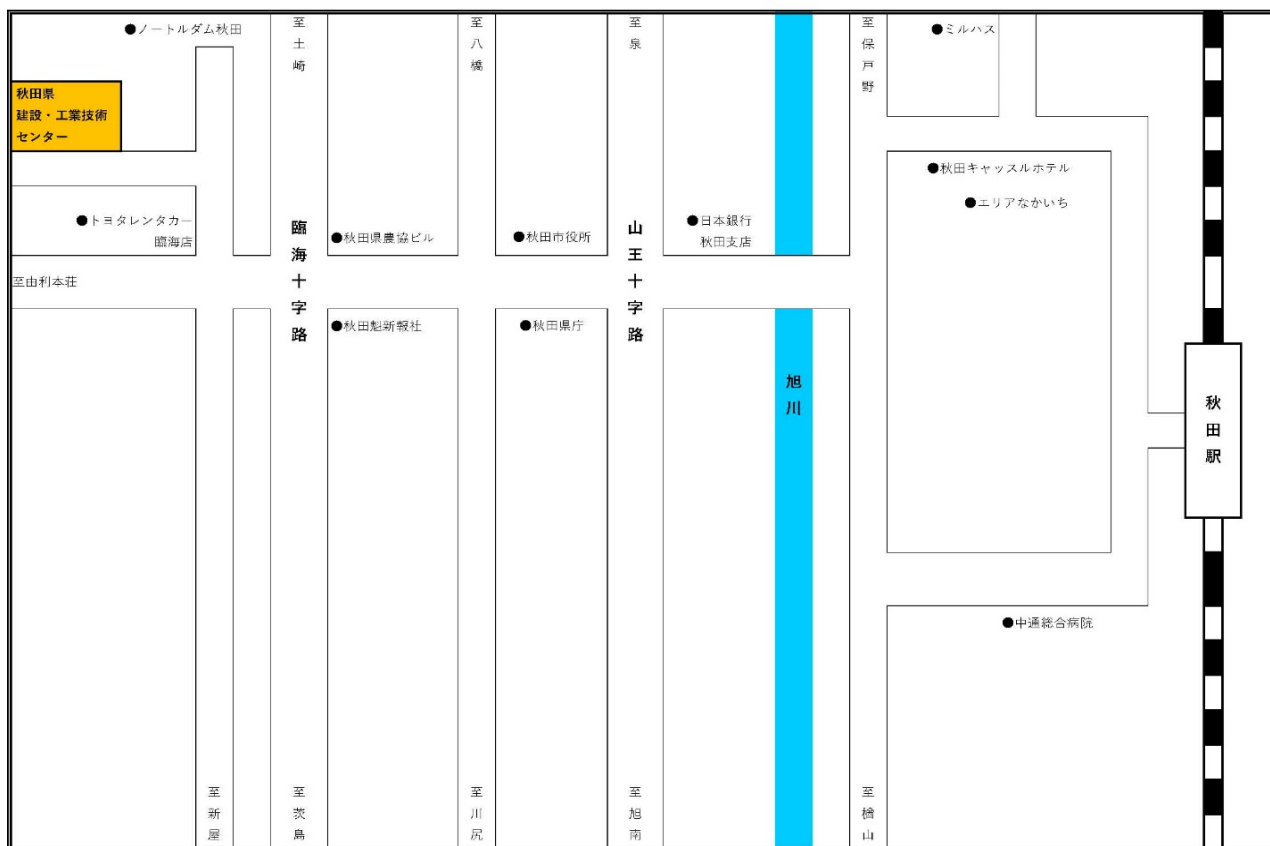 ●ノートルダム秋田
至土崎
至八橋
至泉
至保戸野
●ミルハス
秋田県
建設・工業技術
センター
●秋田キャッスルホテル
●エリアなかいち
●トヨタレンタカー
臨海店
臨海十字路
●秋田県農協ビル
●秋田市役所
山王十字路
●日本銀行
秋田支店
至由利本荘
●秋田魁新報社
●秋田県庁
旭川
秋田駅
●中通総合病院
至新屋
至茨島
至川尻
至旭南
至楢山